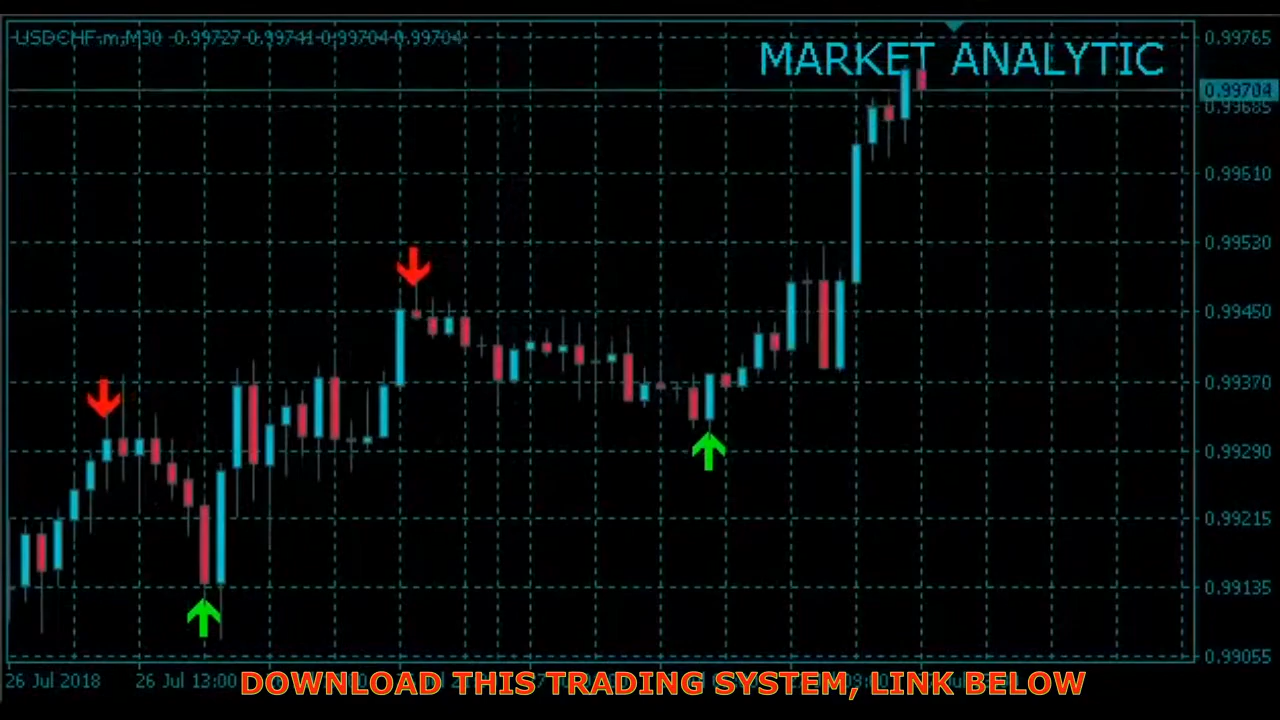 USDCHF.m,M30 0.99727 0.99741 0.99704 0.99704
MARKET ANALYTIC
0.99765
0.99704
0.99685
0.99610
0.99530
0.99450
0.99370
0.99290
0.99215
0.99135
0.99055
26 Jul 2018 26 Jul 13:00
DOWNLOAD THIS TRADING SYSTEM, LINK BELOW